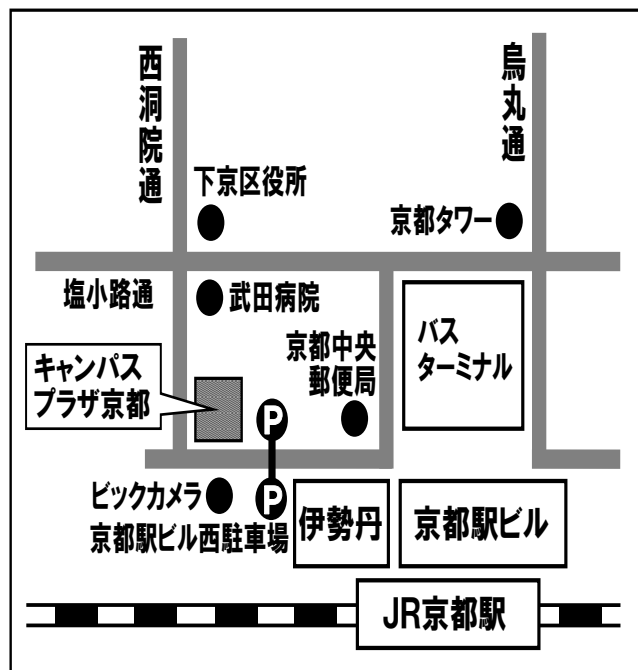 西洞院通
烏丸通
下京区役所
京都タワー
塩小路通
武田病院
京都中央
郵便局
バス
ターミナル
キャンパス
プラザ京都
P
ビックカメラ
P
京都駅ビル西駐車場
伊勢丹
京都駅ビル
JR京都駅